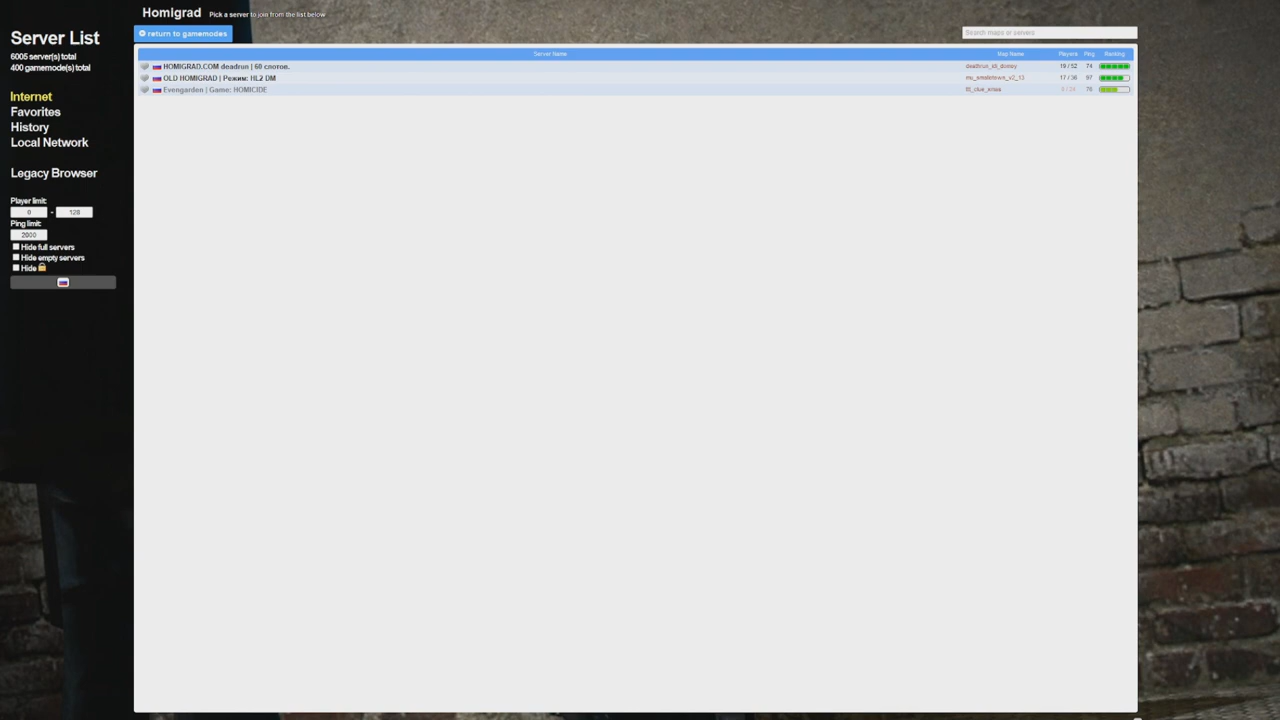 Homigrad Pick a server to join from the list below
Server List
6005 server(s) total
400 gamemode(s) total
return to gamemodes
Search maps or servers
Internet
Favorites
History
Local Network
Legacy Browser
Player limit:
0 - 128
Ping limit:
2000
Hide full servers
Hide empty servers
Hide
Server Name Map Name Players Ping Ranking
HOMIGRAD.COM deadrun | 60 слотов. 19 / 52 74
OLD HOMIGRAD | Режим: HL2 DM mu_smalltown_v2_13 17 / 36 97
Evengarden | Game: HOMICIDE 0 / 24 76